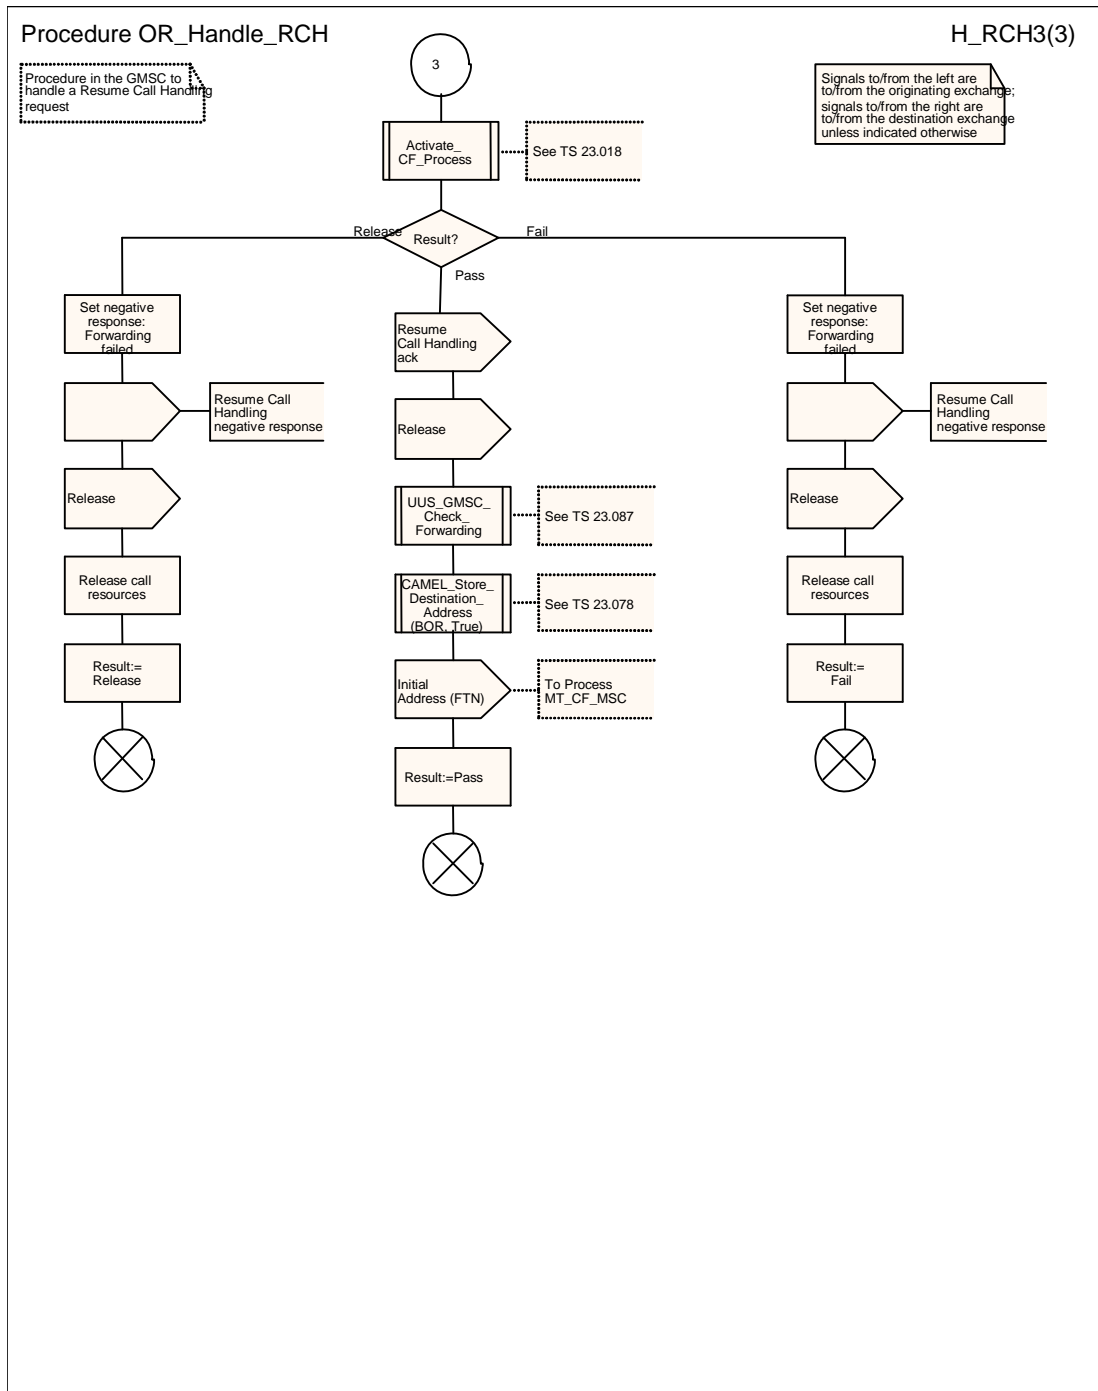 Procedure OR_Handle_RCH
H_RCH3(3)
Procedure in the GMSC to
handle a Resume Call Handling
request
3
Signals to/from the left are
to/from the originating exchange;
signals to/from the right are
to/from the destination exchange
unless indicated otherwise
Activate_
CF_Process
See TS 23.018
Release
Result?
Fail
Pass
Set negative
response:
Forwarding
failed
Resume
Call Handling
ack
Set negative
response:
Forwarding
failed
Resume Call
Handling
negative response
Release
Resume Call
Handling
negative response
Release
Release
UUS_GMSC_
Check_
Forwarding
See TS 23.087
Release call
resources
CAMEL_Store_
Destination_
Address
(BOR, True)
See TS 23.078
Release call
resources
Result:=
Release
Initial
Address (FTN)
To Process
MT_CF_MSC
Result:=
Fail
Result:=Pass